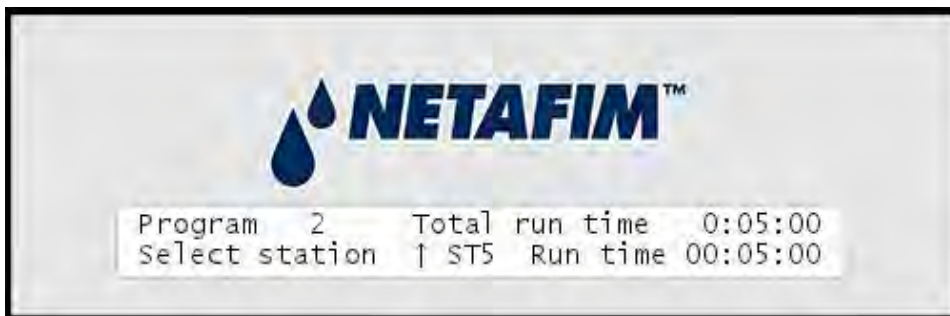 NETAFIM™
Program 2 Total run time 0:05:00
Select station ↑ ST5 Run time 00:05:00